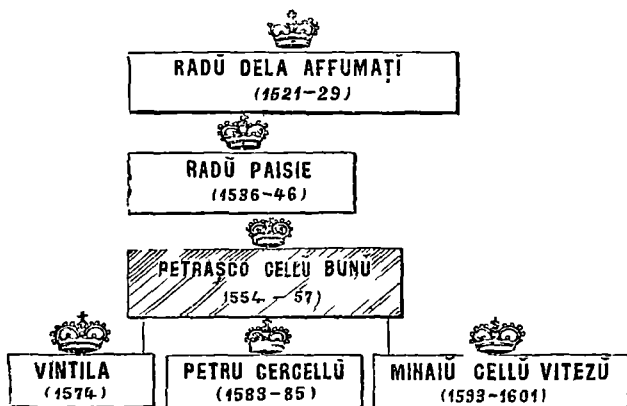 RADŬ DELA AFFUMAȚĬ
(1521-29)
RADŬ PAISIE
(1536-46)
PETRAȘCO CELLŬ BUNŬ
(1554 - 57)
VINTILA
(1574)
PETRU CERCELLŬ
(1583-85)
MIHAIŬ CELLŬ VITEZŬ
(1593-1601)